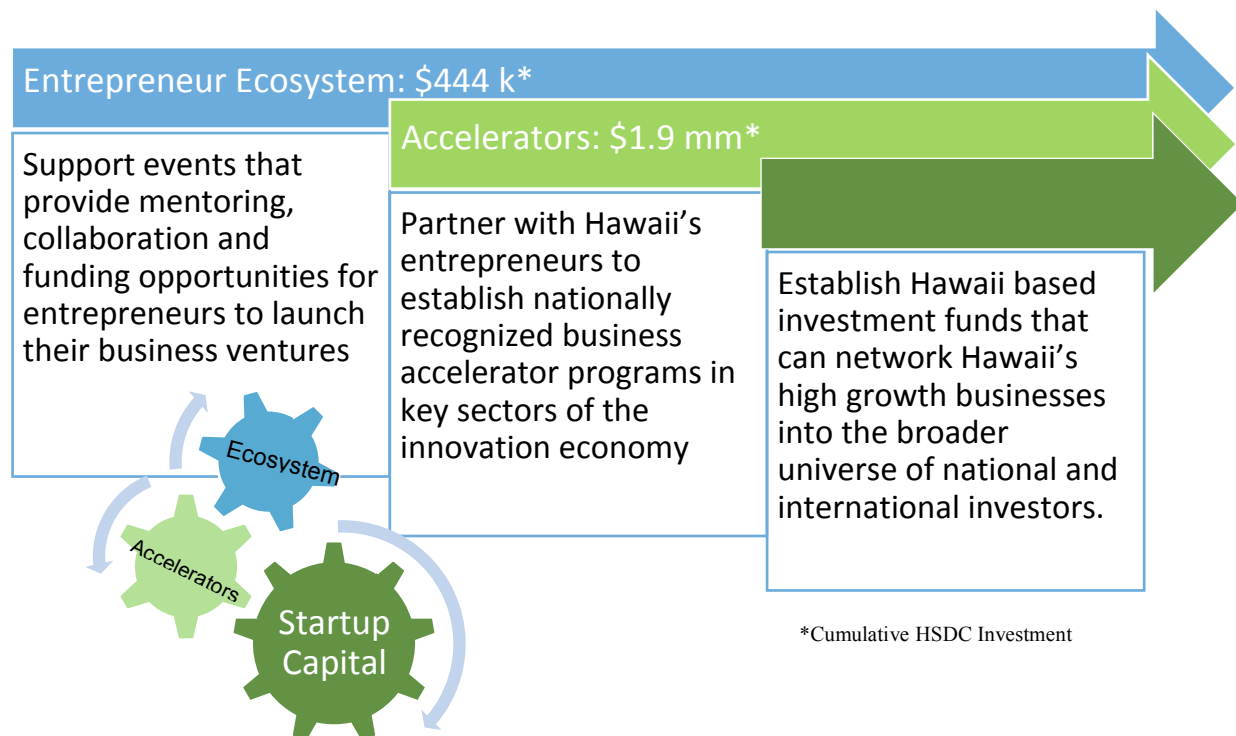 Entrepreneur Ecosystem: $444 k*
Support events that
provide mentoring,
collaboration and
funding opportunities for
entrepreneurs to launch
their business ventures
Accelerators: $1.9 mm*
Partner with Hawaii’s
entrepreneurs to
establish nationally
recognized business
accelerator programs in
key sectors of the
innovation economy
Establish Hawaii based
investment funds that
can network Hawaii’s
high growth businesses
into the broader
universe of national and
international investors.
Ecosystem
Accelerators
Startup
Capital
*Cumulative HSDC Investment